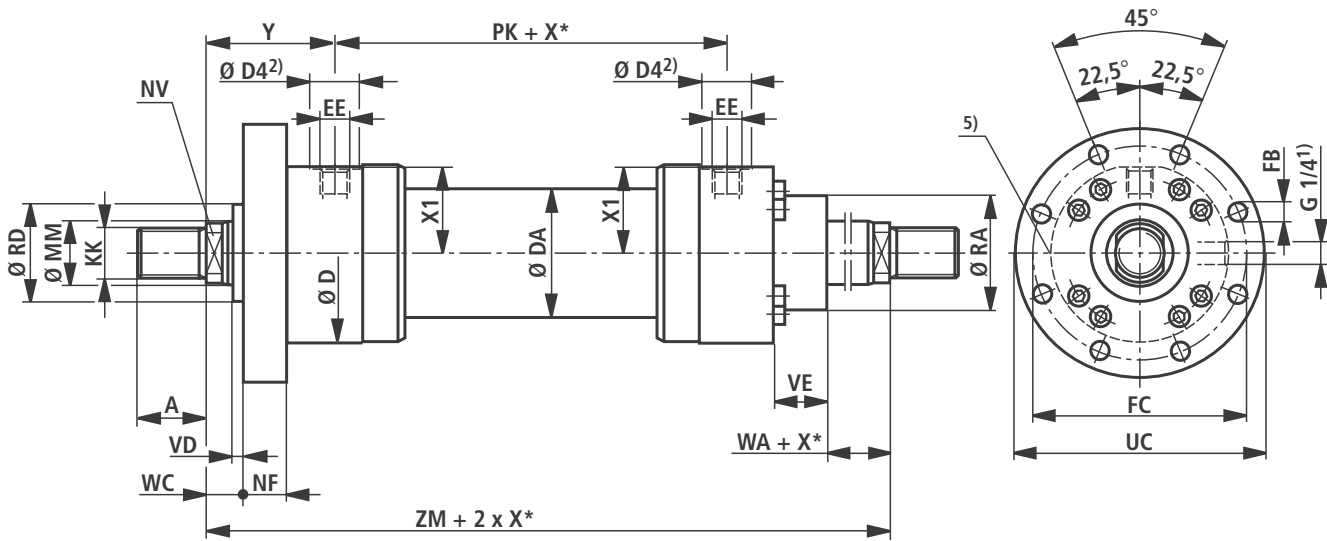 Y
PK + X*
45°
Ø D4²⁾
Ø D4²⁾
22,5°
22,5°
NV
EE
EE
5)
FB
G 1/4¹⁾
X1
X1
Ø RD
Ø MM
KK
Ø D
Ø DA
Ø RA
A
VE
FC
VD
WA + X*
UC
WC
NF
ZM + 2 x X*